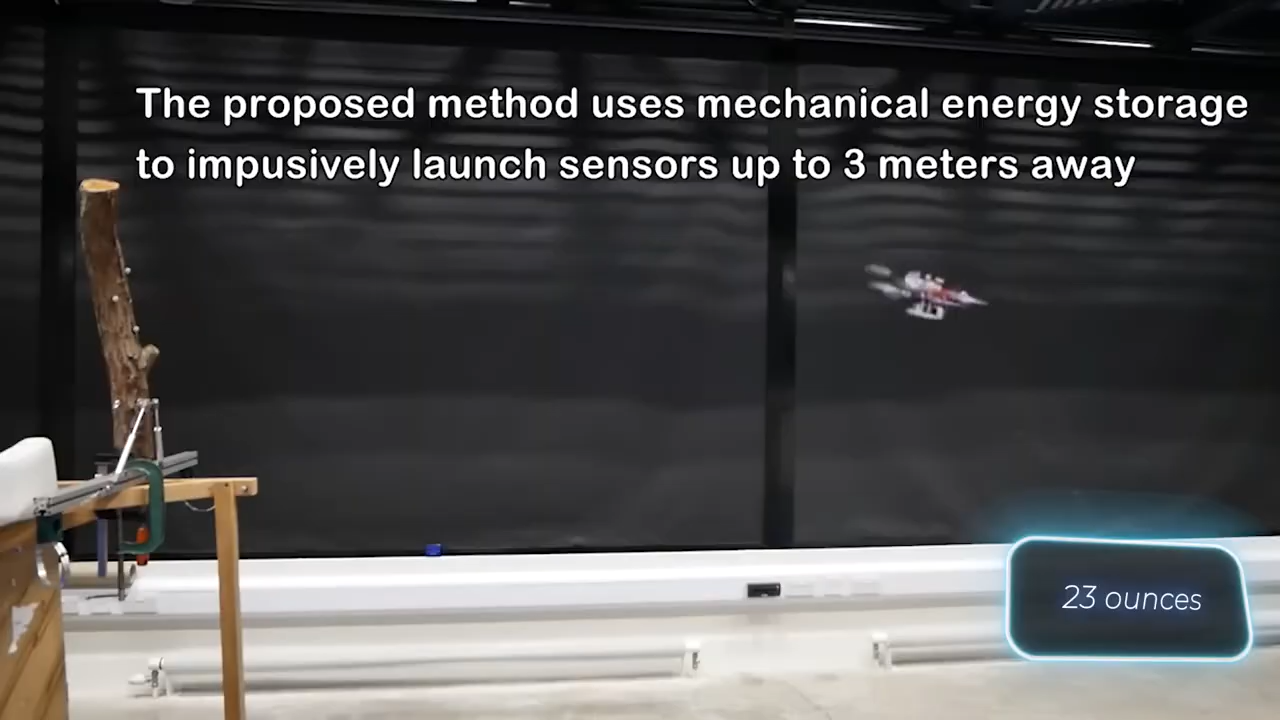 The proposed method uses mechanical energy storage
to impusively launch sensors up to 3 meters away
23 ounces